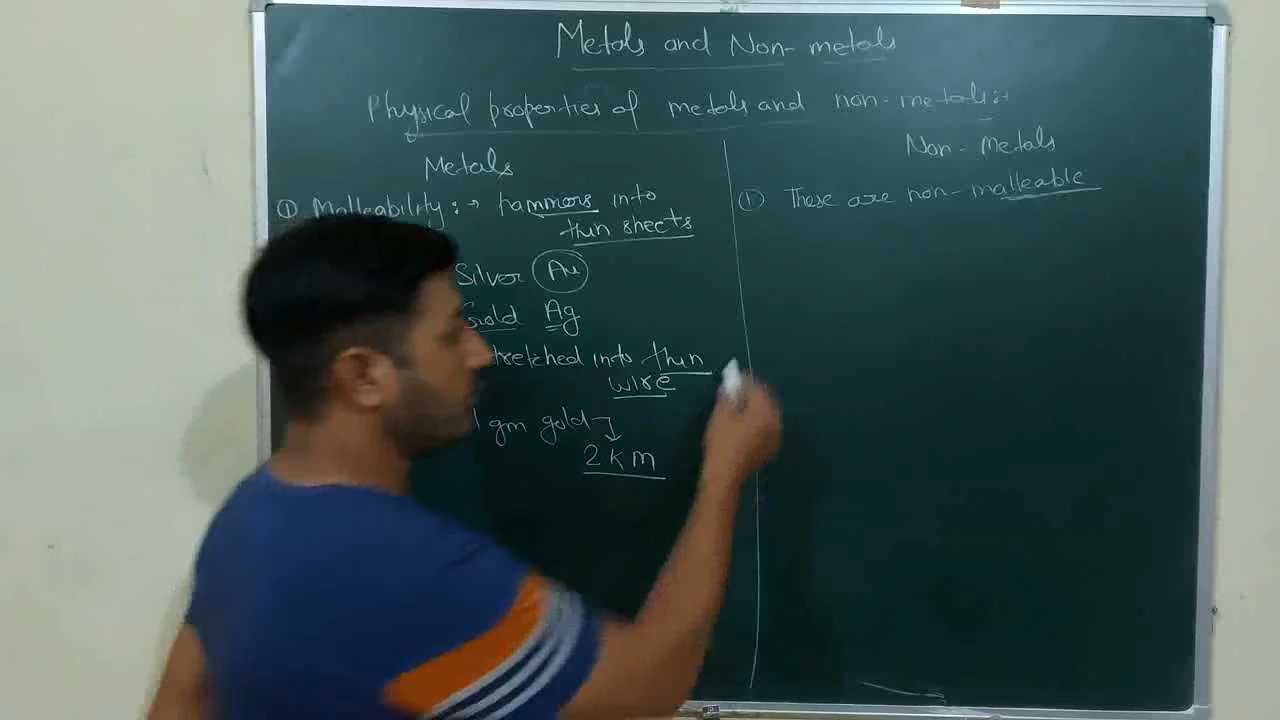 Metals and Non-metals
Physical properties of metals and non-metals:-
Metals
① Malleability:→ hammers into
thin sheets
Silver Au
Gold Ag
stretched into thin
wire
1 gm gold
2 km
Non-Metals
① These are non-malleable